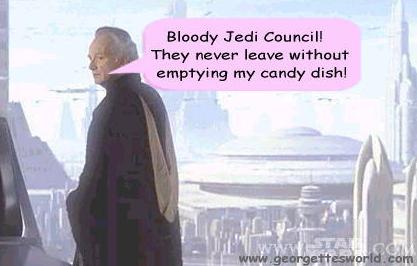 Bloody Jedi Council!
They never leave without
emptying my candy dish!
www.georgettesworld.com